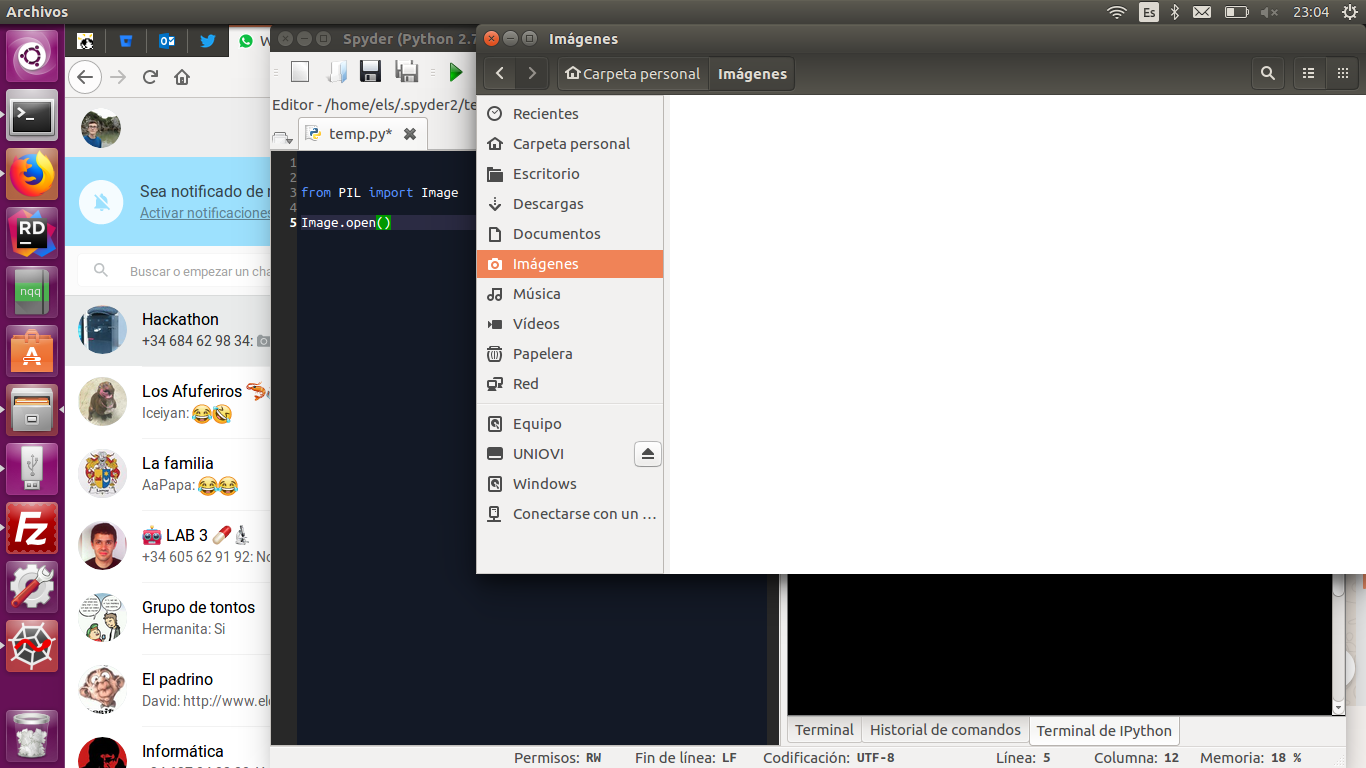 Archivos
Es
23:04
Spyder (Python 2.7
Imágenes
Carpeta personal
Imágenes
Editor - /home/els/.spyder2/te
temp.py*
1
2
3 from PIL import Image
4
5 Image.open()
Sea notificado de
Activar notificaciones
Buscar o empezar un cha
Hackathon
+34 684 62 98 34:
Los Afuferiros
Iceiyan:
La familia
AaPapa:
LAB 3
+34 605 62 91 92: No
Grupo de tontos
Hermanita: Si
El padrino
David: http://www.ele
Informática
Recientes
Carpeta personal
Escritorio
Descargas
Documentos
Imágenes
Música
Vídeos
Papelera
Red
Equipo
UNIOVI
Windows
Conectarse con un …
RD
nqq
Fz
Terminal
Historial de comandos
Terminal de IPython
Permisos: RW
Fin de línea: LF
Codificación: UTF-8
Línea: 5
Columna: 12
Memoria: 18 %